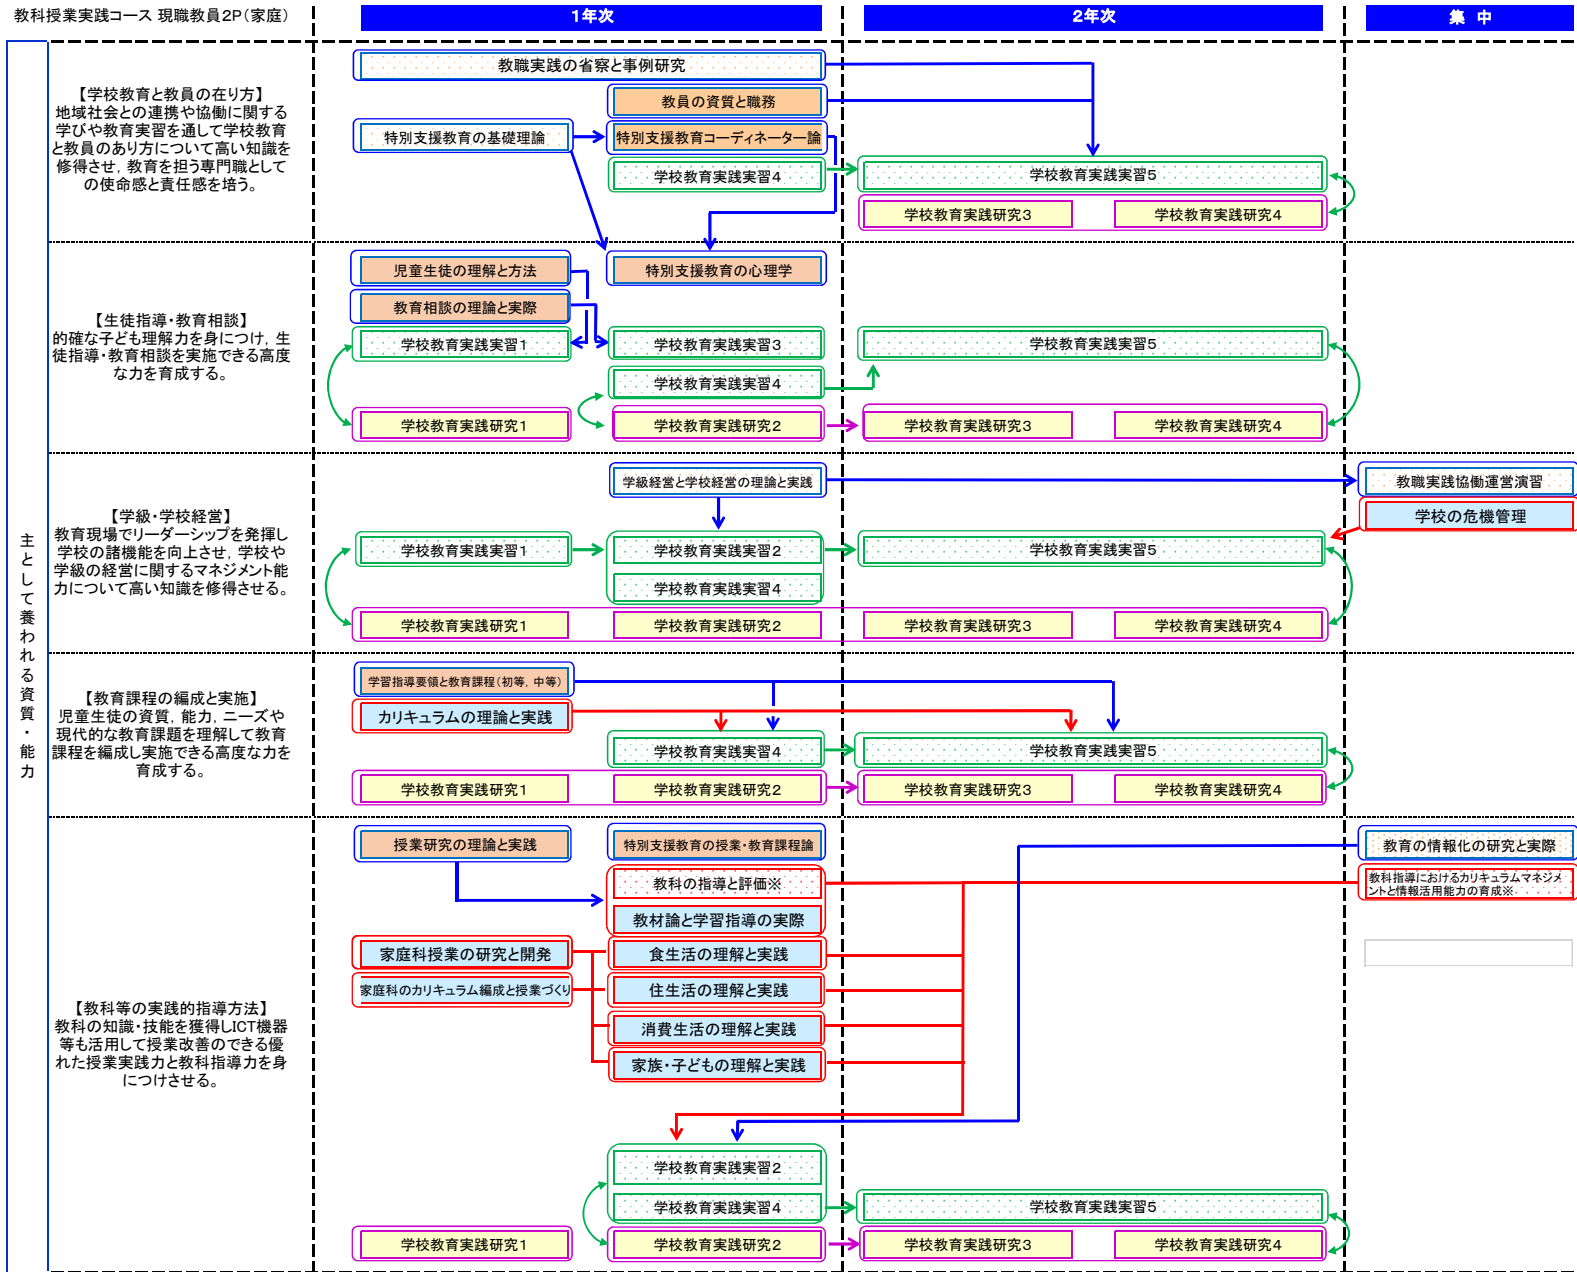 教科授業実践コース 現職教員2P(家庭)
1年次
2年次
集 中
主として養われる資質・能力
【学校教育と教員の在り方】
地域社会との連携や協働に関する
学びや教育実習を通して学校教育
と教員のあり方について高い知識を
修得させ，教育を担う専門職として
の使命感と責任感を培う。
教職実践の省察と事例研究
教員の資質と職務
特別支援教育の基礎理論
特別支援教育コーディネーター論
学校教育実践実習4
学校教育実践実習5
学校教育実践研究3
学校教育実践研究4
【生徒指導・教育相談】
的確な子ども理解力を身につけ，生
徒指導・教育相談を実施できる高度
な力を育成する。
児童生徒の理解と方法
特別支援教育の心理学
教育相談の理論と実際
学校教育実践実習1
学校教育実践実習3
学校教育実践実習5
学校教育実践実習4
学校教育実践研究1
学校教育実践研究2
学校教育実践研究3
学校教育実践研究4
【学級・学校経営】
教育現場でリーダーシップを発揮し
学校の諸機能を向上させ，学校や
学級の経営に関するマネジメント能
力について高い知識を修得させる。
学級経営と学校経営の理論と実践
教職実践協働運営演習
学校の危機管理
学校教育実践実習1
学校教育実践実習2
学校教育実践実習5
学校教育実践実習4
学校教育実践研究1
学校教育実践研究2
学校教育実践研究3
学校教育実践研究4
【教育課程の編成と実施】
児童生徒の資質，能力，ニーズや
現代的な教育課題を理解して教育
課程を編成し実施できる高度な力を
育成する。
学習指導要領と教育課程(初等，中等)
カリキュラムの理論と実践
学校教育実践実習4
学校教育実践実習5
学校教育実践研究1
学校教育実践研究2
学校教育実践研究3
学校教育実践研究4
【教科等の実践的指導方法】
教科の知識・技能を獲得しICT機器
等も活用して授業改善のできる優
れた授業実践力と教科指導力を身
につけさせる。
授業研究の理論と実践
特別支援教育の授業・教育課程論
教育の情報化の研究と実際
教科の指導と評価※
教科指導におけるカリキュラムマネジメ
ントと情報活用能力の育成※
教材論と学習指導の実際
家庭科授業の研究と開発
食生活の理解と実践
家庭科のカリキュラム編成と授業づくり
住生活の理解と実践
消費生活の理解と実践
家族・子どもの理解と実践
学校教育実践実習2
学校教育実践実習4
学校教育実践実習5
学校教育実践研究1
学校教育実践研究2
学校教育実践研究3
学校教育実践研究4